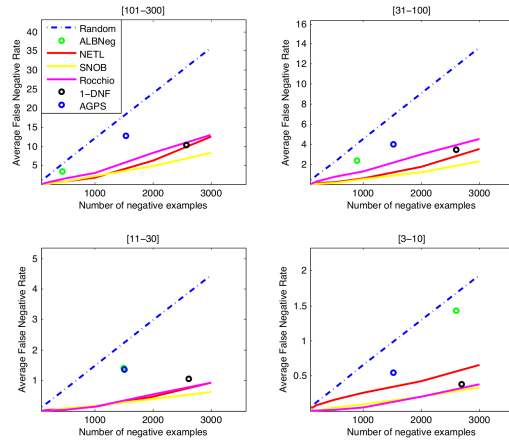 [101−300]
Average False Negative Rate
40
35
30
25
20
15
10
5
1000
2000
3000
Number of negative examples
Random
ALBNeg
NETL
SNOB
Rocchio
1−DNF
AGPS
[31−100]
Average False Negative Rate
16
14
12
10
8
6
4
2
1000
2000
3000
Number of negative examples
[11−30]
Average False Negative Rate
5
4
3
2
1
1000
2000
3000
Number of negative examples
[3−10]
Average False Negative Rate
2
1.5
1
0.5
1000
2000
3000
Number of negative examples